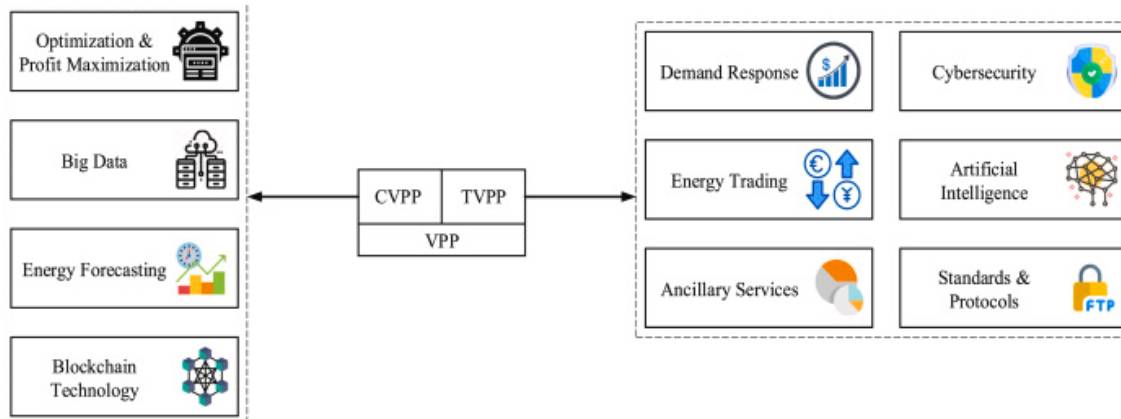 Optimization &
Profit Maximization
Big Data
Energy Forecasting
Blockchain
Technology
CVPP
TVPP
VPP
Demand Response
$
Cybersecurity
Energy Trading
€
¥
Artificial
Intelligence
Ancillary Services
Standards &
Protocols
FTP